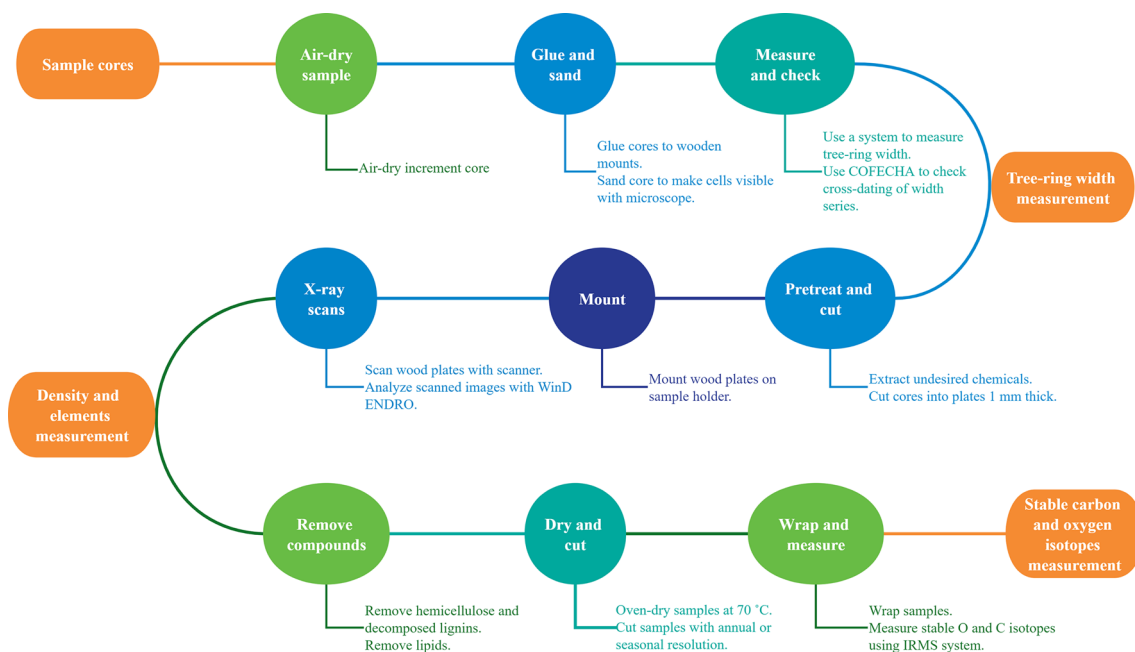 Sample cores
Air-dry
sample
Glue and
sand
Measure
and check
Air-dry increment core
Glue cores to wooden
mounts.
Sand core to make cells visible
with microscope.
Use a system to measure
tree-ring width.
Use COFECHA to check
cross-dating of width
series.
Tree-ring width
measurement
Pretreat and
cut
Extract undesired chemicals.
Cut cores into plates 1 mm thick.
Mount
Mount wood plates on
sample holder.
X-ray
scans
Scan wood plates with scanner.
Analyze scanned images with WinD
ENDRO.
Density and
elements
measurement
Remove
compounds
Remove hemicellulose and
decomposed lignins.
Remove lipids.
Dry and
cut
Oven-dry samples at 70 ˚C.
Cut samples with annual or
seasonal resolution.
Wrap and
measure
Wrap samples.
Measure stable O and C isotopes
using IRMS system.
Stable carbon
and oxygen
isotopes
measurement